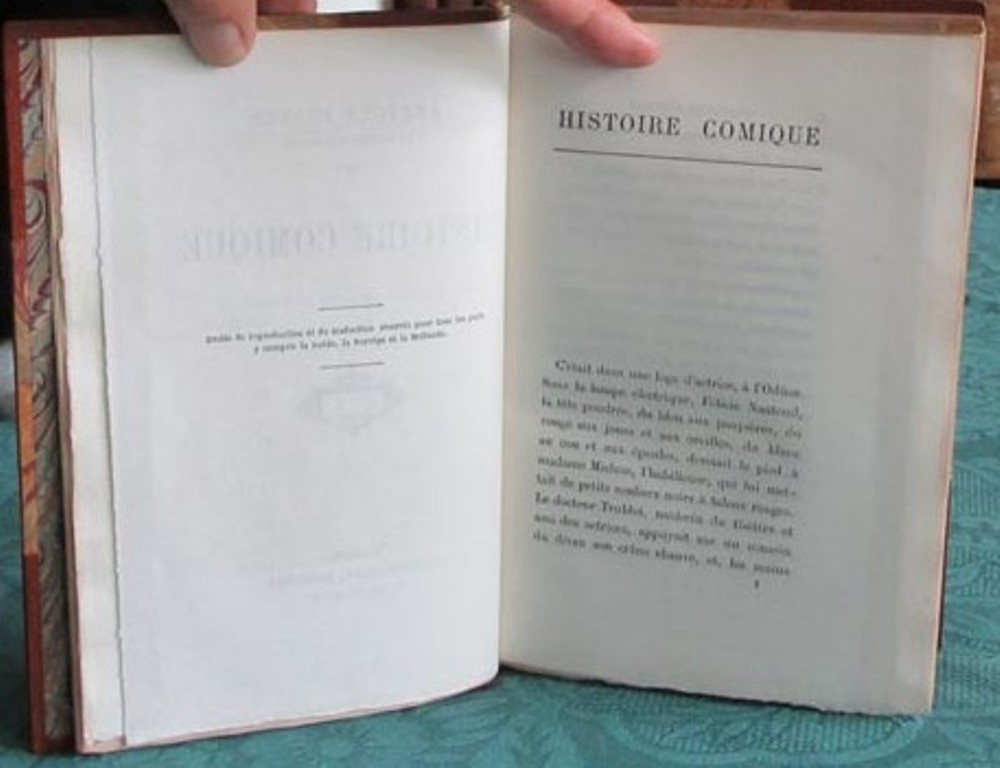 Droits de reproduction et de traduction réservés pour tous les pays
y compris la Suède, la Norvège et la Hollande.
HISTOIRE COMIQUE
C'était dans une loge d'actrice, à l'Odéon.
Sous la lampe électrique, Félicie Nanteuil,
la tête poudrée, du bleu aux paupières, du
rouge aux joues et aux oreilles, du blanc
au cou et aux épaules, donnait le pied à
madame Michon, l'habilleuse, qui lui met-
tait de petits souliers noirs à talons rouges.
Le docteur Trublet, médecin du théâtre et
ami des actrices, appuyait sur un coussin
du divan son crâne chauve, et, les mains
1